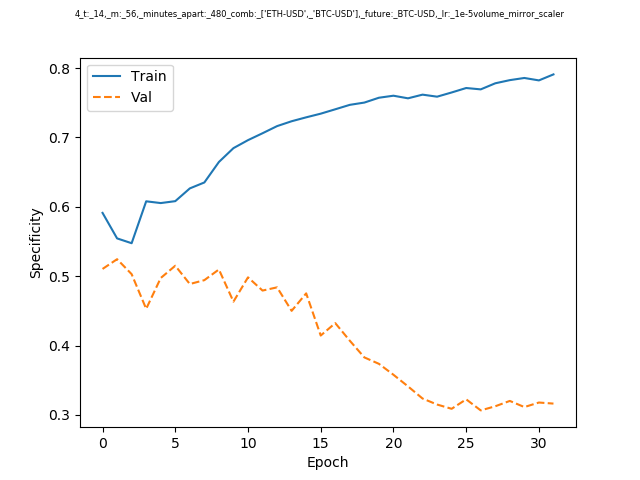 4_t:_14,_m:_56,_minutes_apart:_480_comb:_['ETH-USD',_'BTC-USD'],_future:_BTC-USD,_lr:_1e-5volume_mirror_scaler
Train
Val
0.8
0.7
0.6
0.5
0.4
0.3
Specificity
0 5 10 15 20 25 30
Epoch